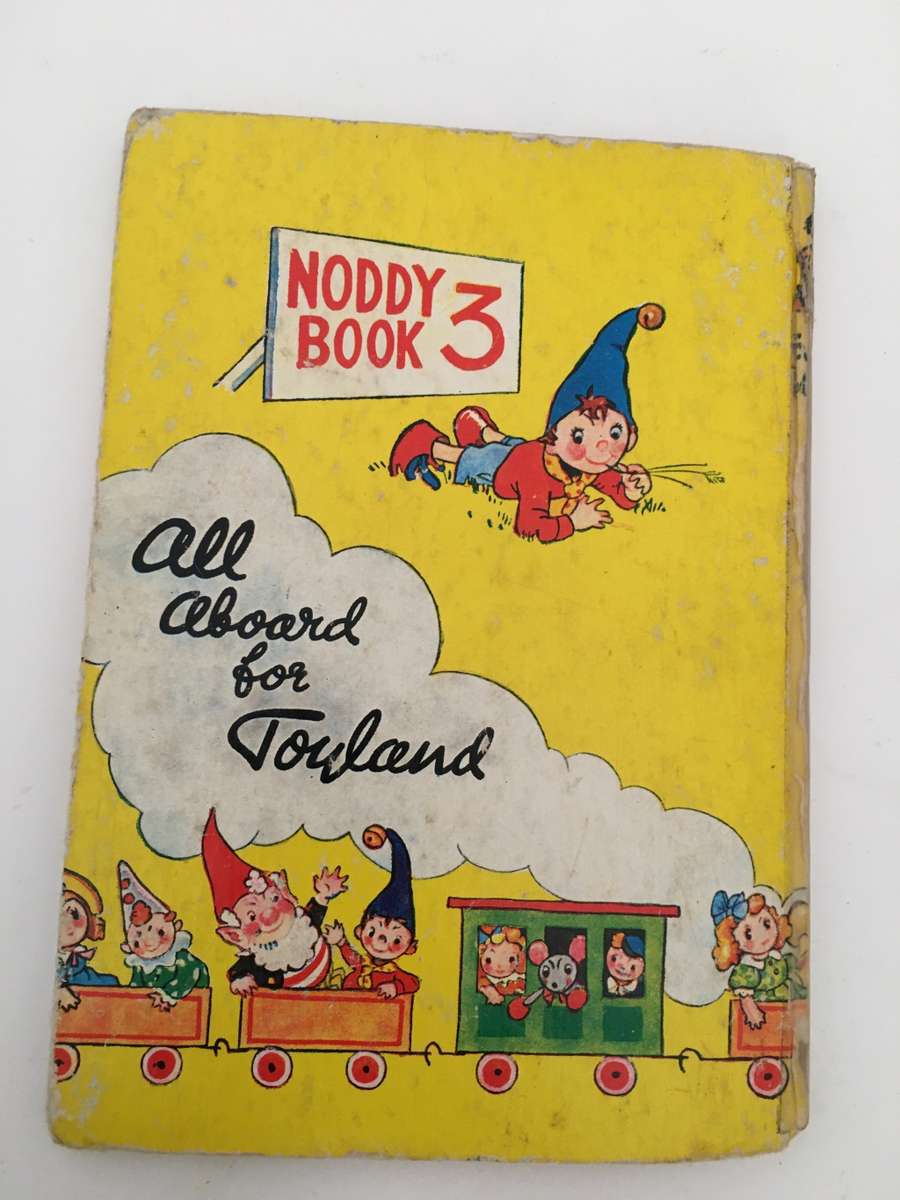 NODDY
BOOK 3
All
Aboard
for
Toyland